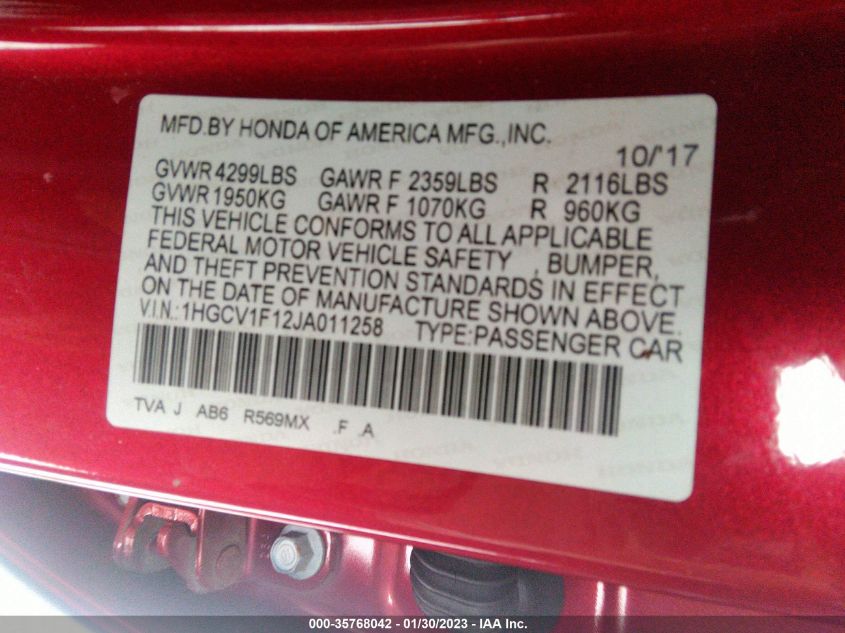 MFD.BY HONDA OF AMERICA MFG.,INC.
10/'17
GVWR 4299LBS GAWR F 2359LBS R 2116LBS
GVWR 1950KG GAWR F 1070KG R 960KG
THIS VEHICLE CONFORMS TO ALL APPLICABLE
FEDERAL MOTOR VEHICLE SAFETY , BUMPER,
AND THEFT PREVENTION STANDARDS IN EFFECT
ON THE DATE OF MANUFACTURE SHOWN ABOVE.
V.I.N.:1HGCV1F12JA011258 TYPE:PASSENGER CAR
TVA J AB6 R569MX .F .A
000-35768042 - 01/30/2023 - IAA Inc.